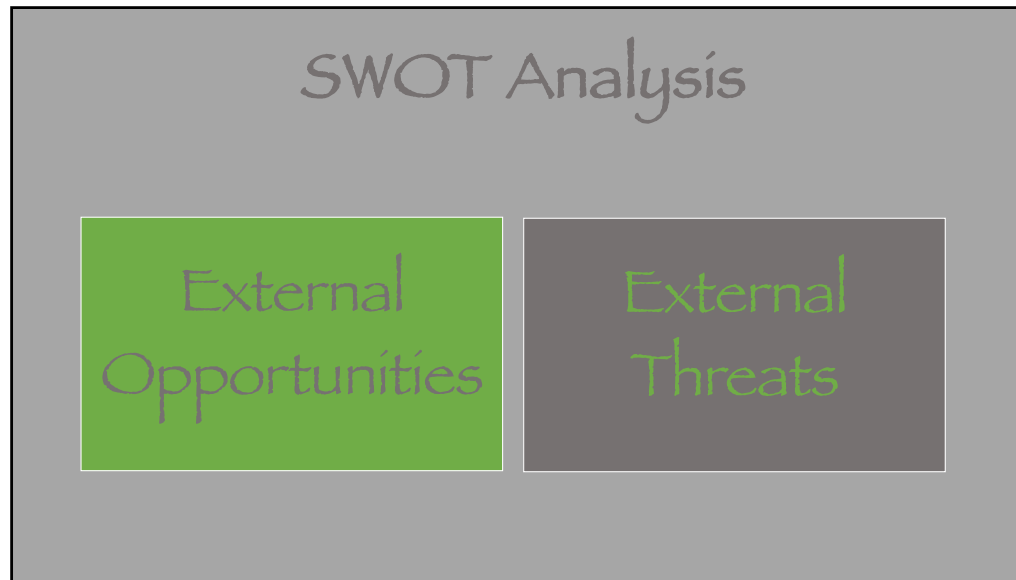 SWOT Analysis
External
Opportunities
External
Threats